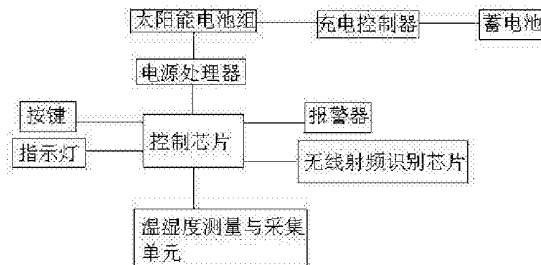 太阳能电池组
充电控制器
蓄电池
电源处理器
按键
报警器
控制芯片
指示灯
无线射频识别芯片
温湿度测量与采集
单元